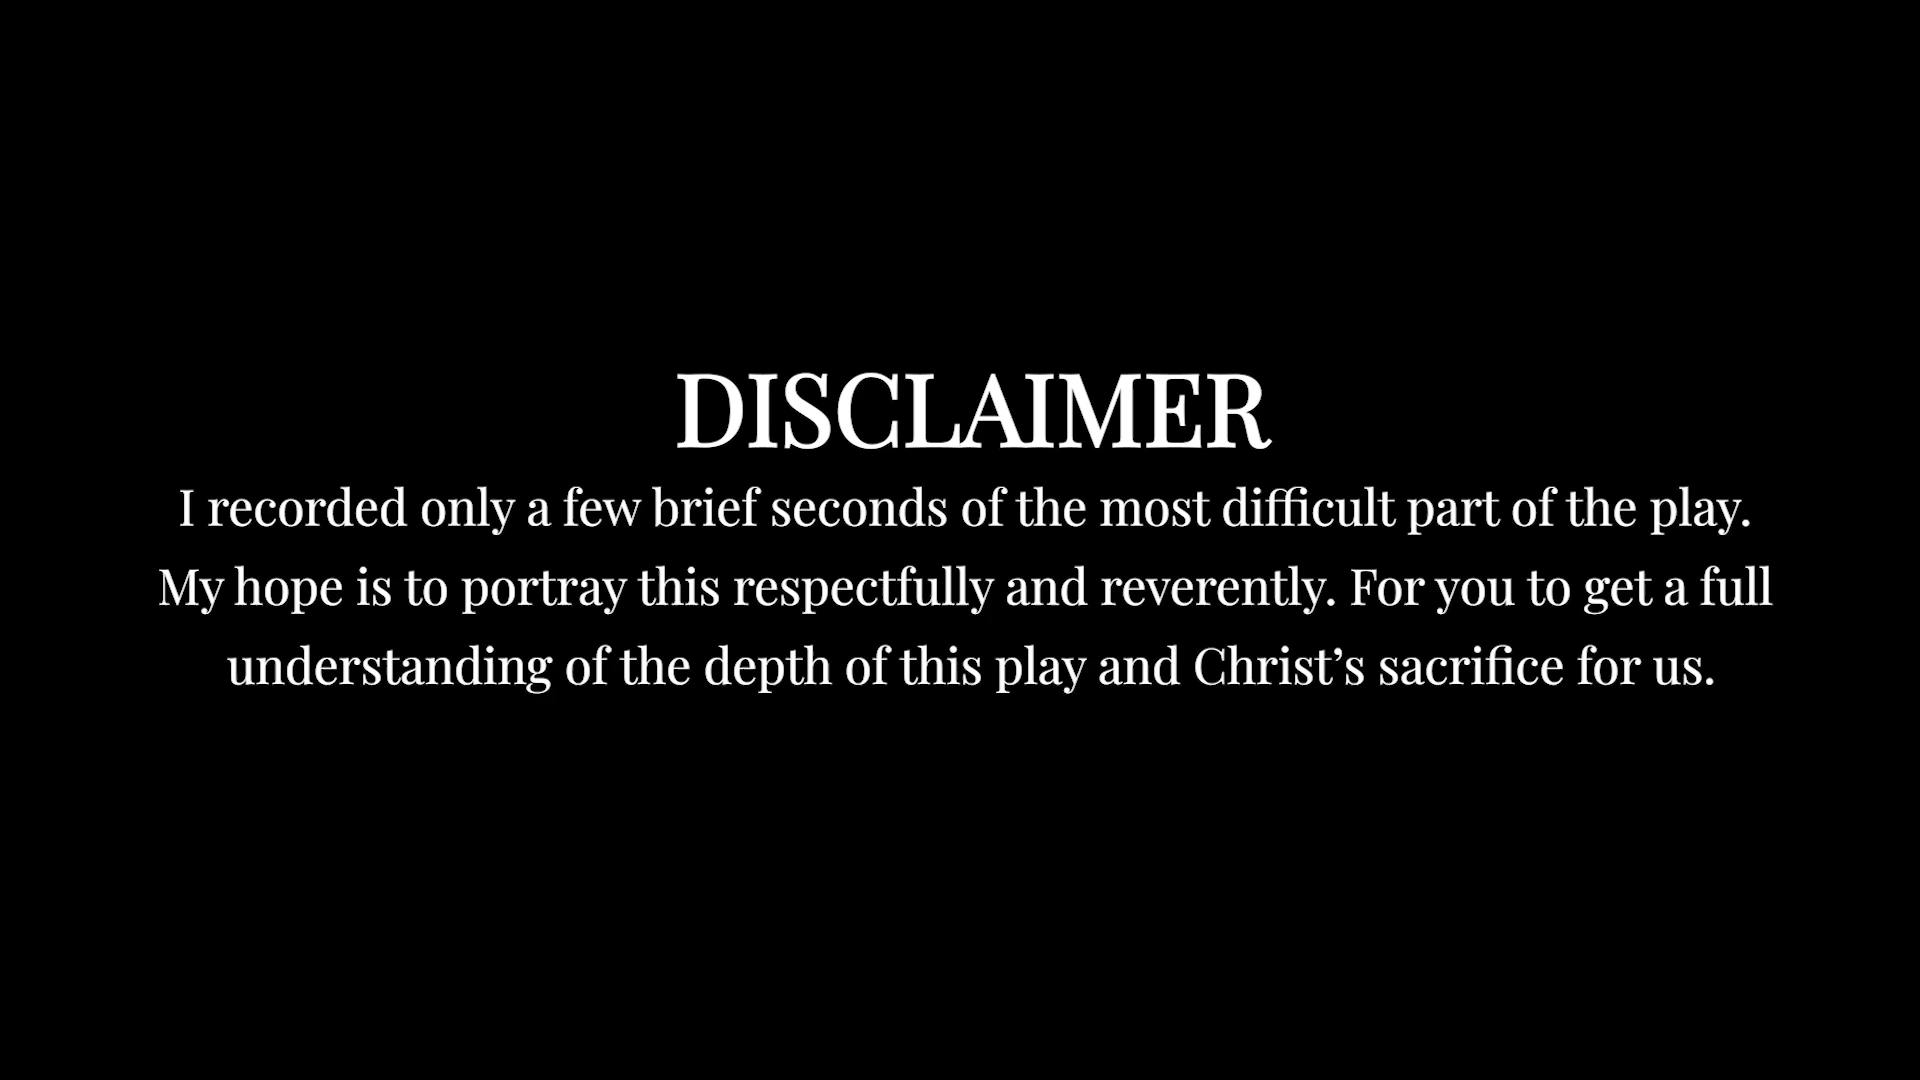 DISCLAIMER
I recorded only a few brief seconds of the most difficult part of the play.
My hope is to portray this respectfully and reverently. For you to get a full
understanding of the depth of this play and Christ’s sacrifice for us.